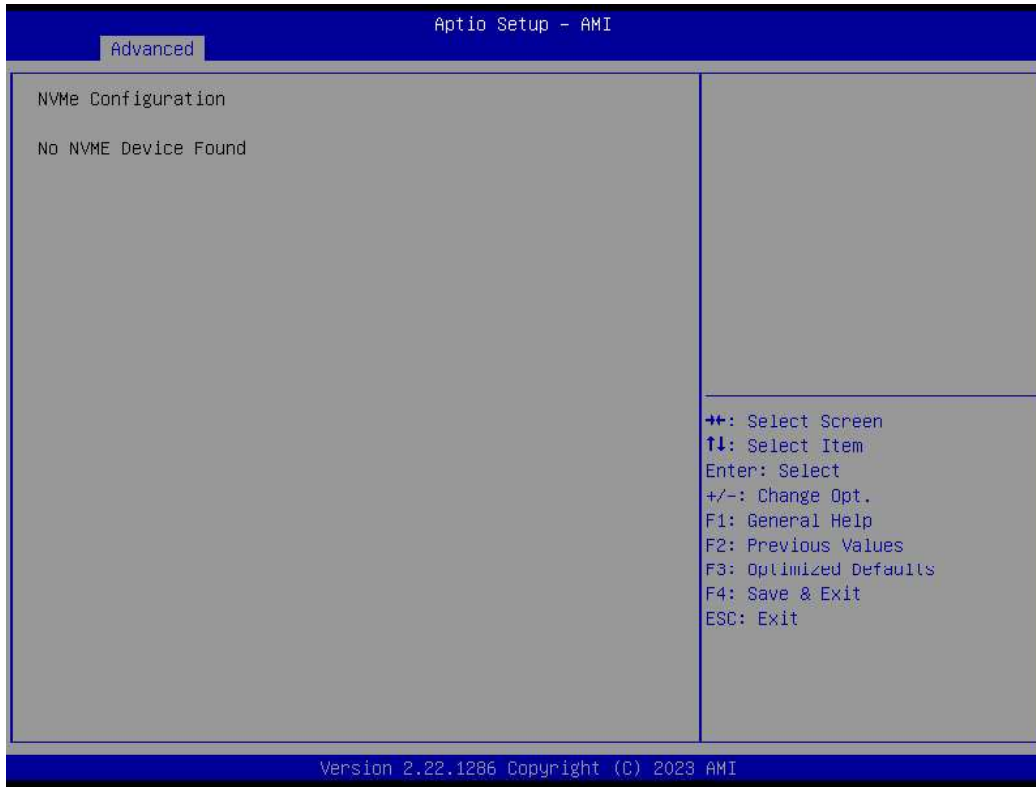 Aptio Setup – AMI
Advanced
NVMe Configuration
No NVME Device Found
→←: Select Screen
↑↓: Select Item
Enter: Select
+/-: Change Opt.
F1: General Help
F2: Previous Values
F3: Optimized Defaults
F4: Save & Exit
ESC: Exit
Version 2.22.1286 Copyright (C) 2023 AMI